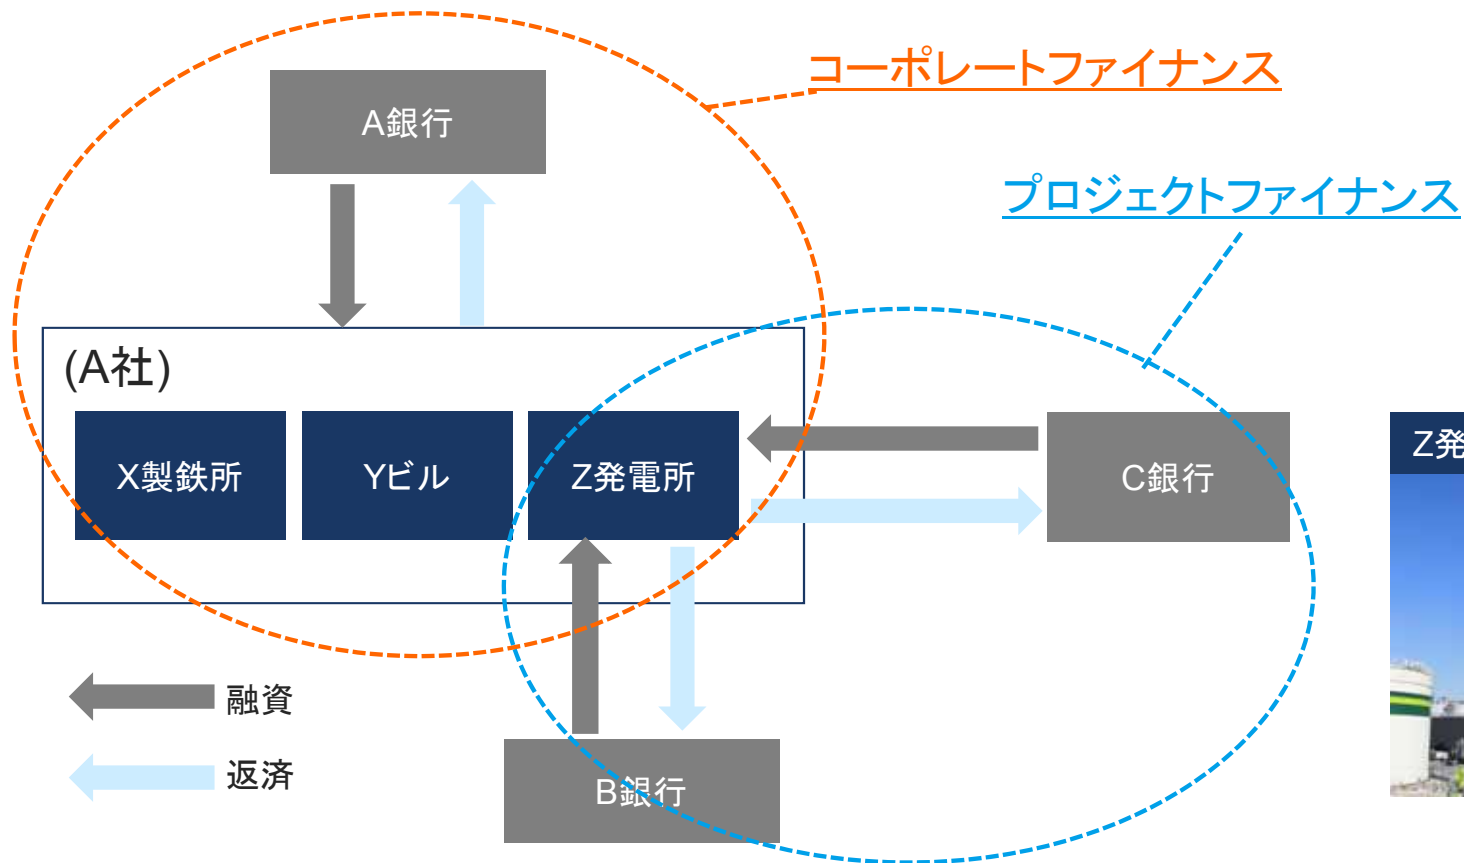 コーポレートファイナンス
A銀行
プロジェクトファイナンス
(A社)
X製鉄所
Yビル
Z発電所
C銀行
Z発
融資
返済
B銀行